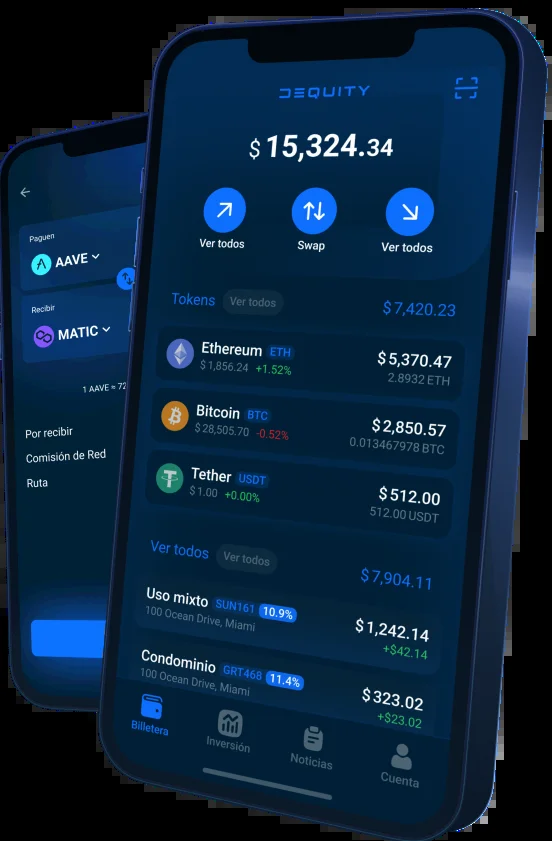 DEQUITY
$ 15,324.34
Ver todos
Swap
Ver todos
Tokens
Ver todos
$ 7,420.23
Ethereum ETH
$ 1,856.24 +1.52%
$ 5,370.47
2.8932 ETH
Bitcoin BTC
$ 28,505.70 -0.52%
$ 2,850.57
0.013467978 BTC
Tether USDT
$ 1.00 +0.00%
$ 512.00
512.00 USDT
Ver todos
Ver todos
$ 7,904.11
Uso mixto SUN161 10.9%
100 Ocean Drive, Miami
$ 1,242.14
+$42.14
Condominio GRT468 11.4%
100 Ocean Drive, Miami
$ 323.02
+$23.02
Billetera
Inversión
Noticias
Cuenta
Paguen
AAVE
Recibir
MATIC
1 AAVE ≈ 72
Por recibir
Comisión de Red
Ruta